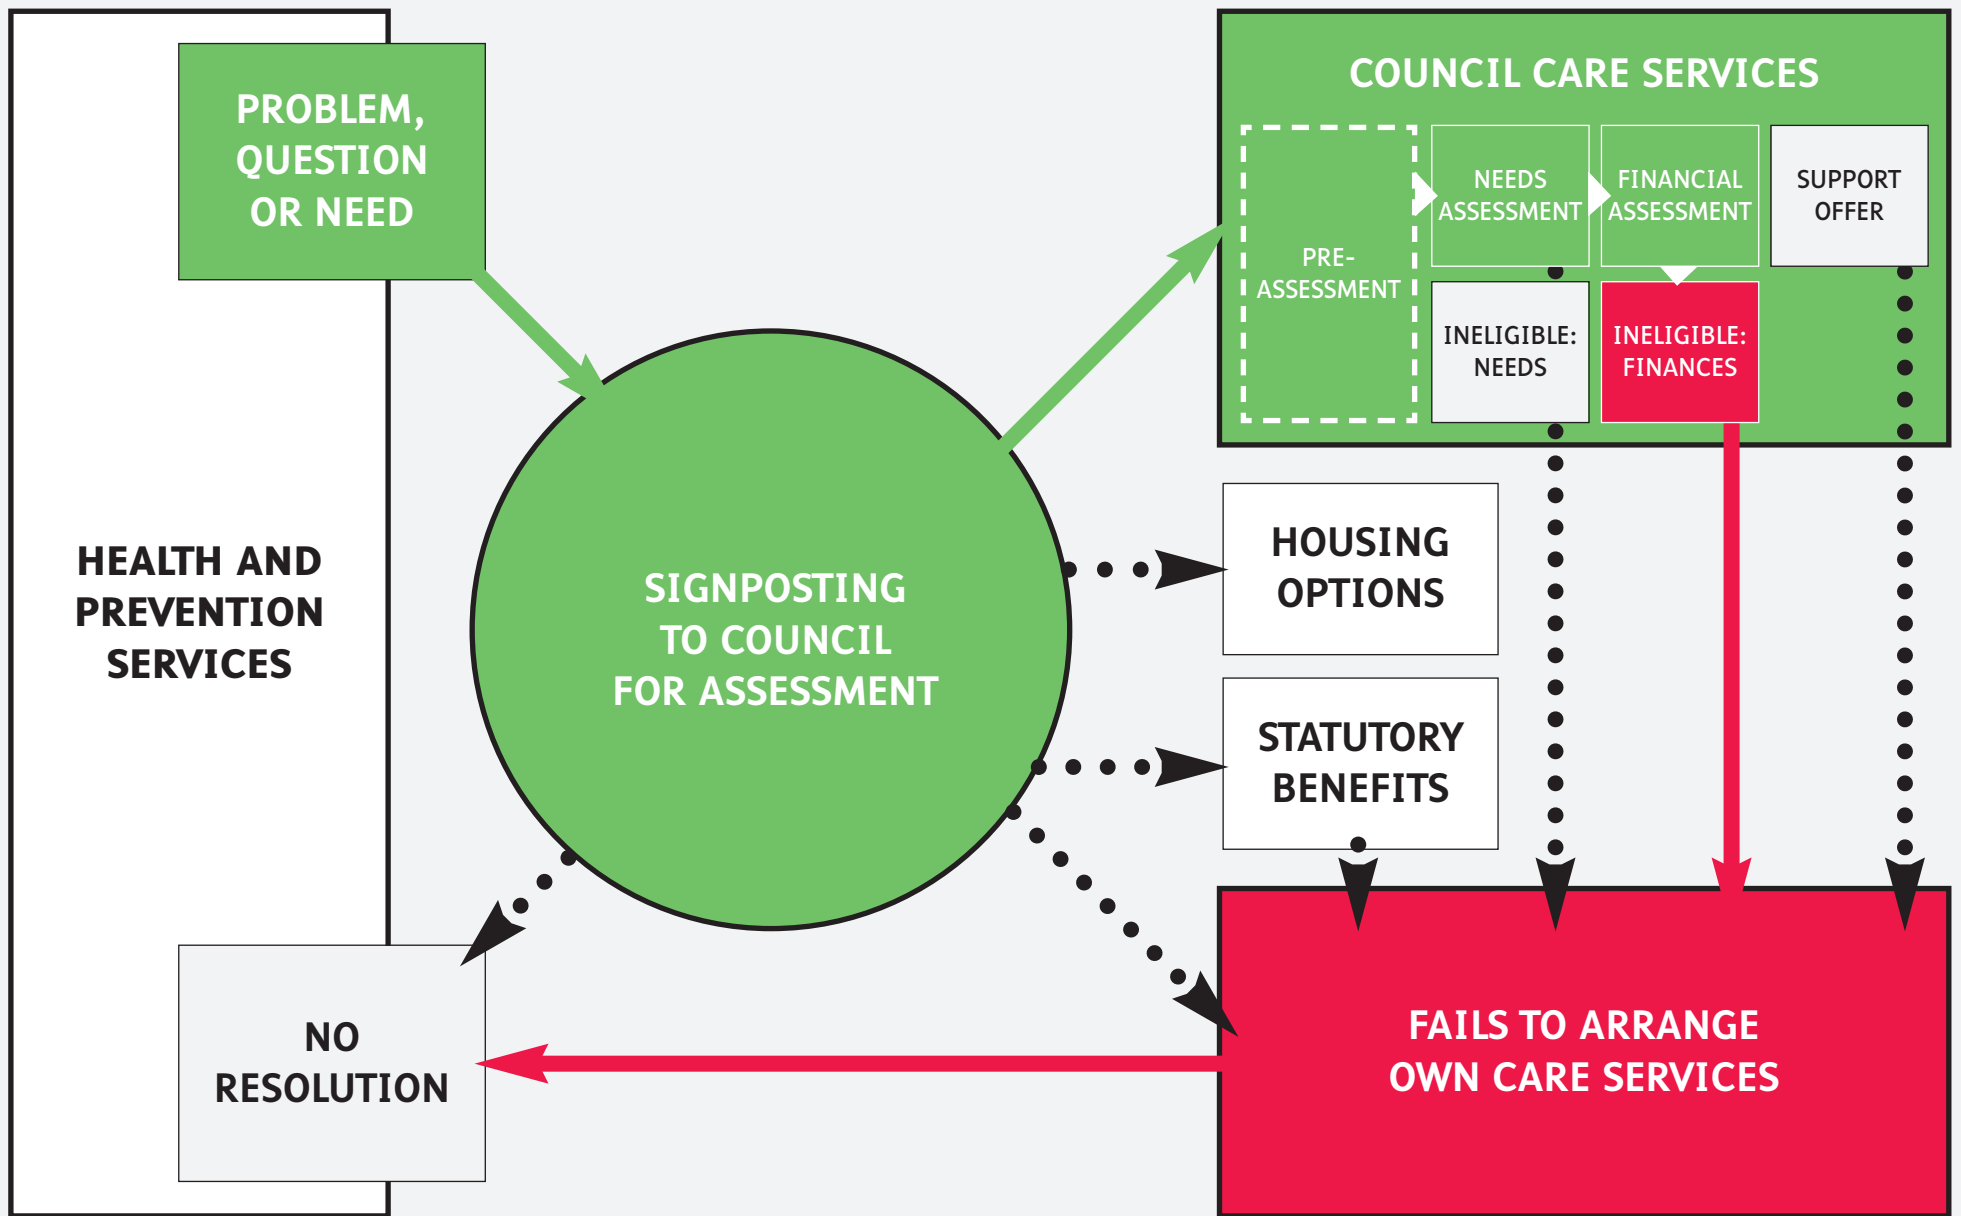 PROBLEM,
QUESTION
OR NEED
HEALTH AND
PREVENTION
SERVICES
NO
RESOLUTION
SIGNPOSTING
TO COUNCIL
FOR ASSESSMENT
COUNCIL CARE SERVICES
PRE-
ASSESSMENT
NEEDS
ASSESSMENT
FINANCIAL
ASSESSMENT
SUPPORT
OFFER
INELIGIBLE:
NEEDS
INELIGIBLE:
FINANCES
HOUSING
OPTIONS
STATUTORY
BENEFITS
FAILS TO ARRANGE
OWN CARE SERVICES